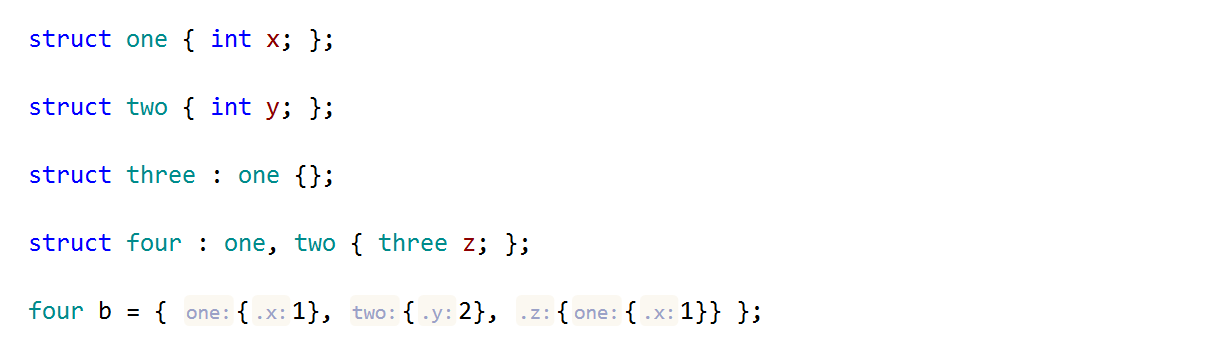 struct one { int x; };
struct two { int y; };
struct three : one {};
struct four : one, two { three z; };
four b = { one:{.x:1}, two:{.y:2}, .z:{one:{.x:1}} };